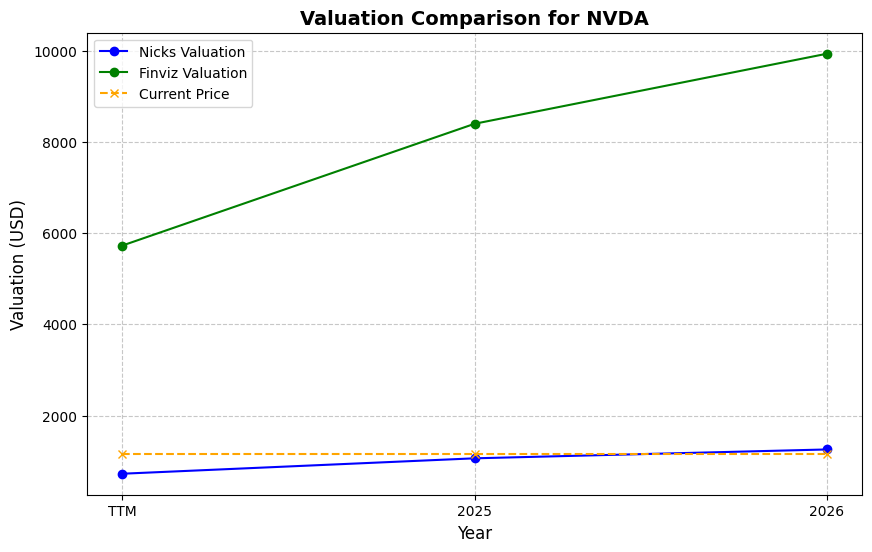 Valuation Comparison for NVDA
Nicks Valuation
Finviz Valuation
Current Price
Valuation (USD)
10000
8000
6000
4000
2000
TTM
2025
2026
Year